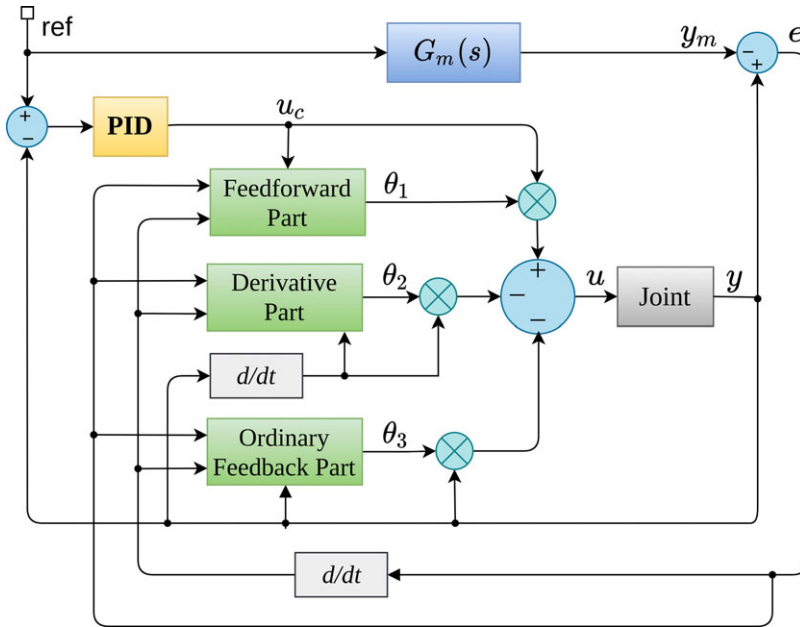 ref
G_m(s)
y_m
e
+
−
−
+
PID
u_c
Feedforward
Part
θ_1
+
−
−
Derivative
Part
θ_2
u
Joint
y
d/dt
Ordinary
Feedback Part
θ_3
d/dt